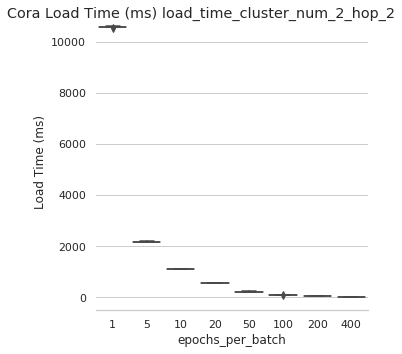 Cora Load Time (ms) load_time_cluster_num_2_hop_2
10000
8000
6000
4000
2000
0
Load Time (ms)
1 5 10 20 50 100 200 400
epochs_per_batch